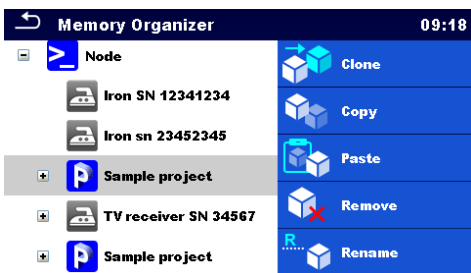 Memory Organizer 09:18
Node
Iron SN 12341234
Iron sn 23452345
Sample project
TV receiver SN 34567
Sample project
Clone
Copy
Paste
Remove
R
Rename